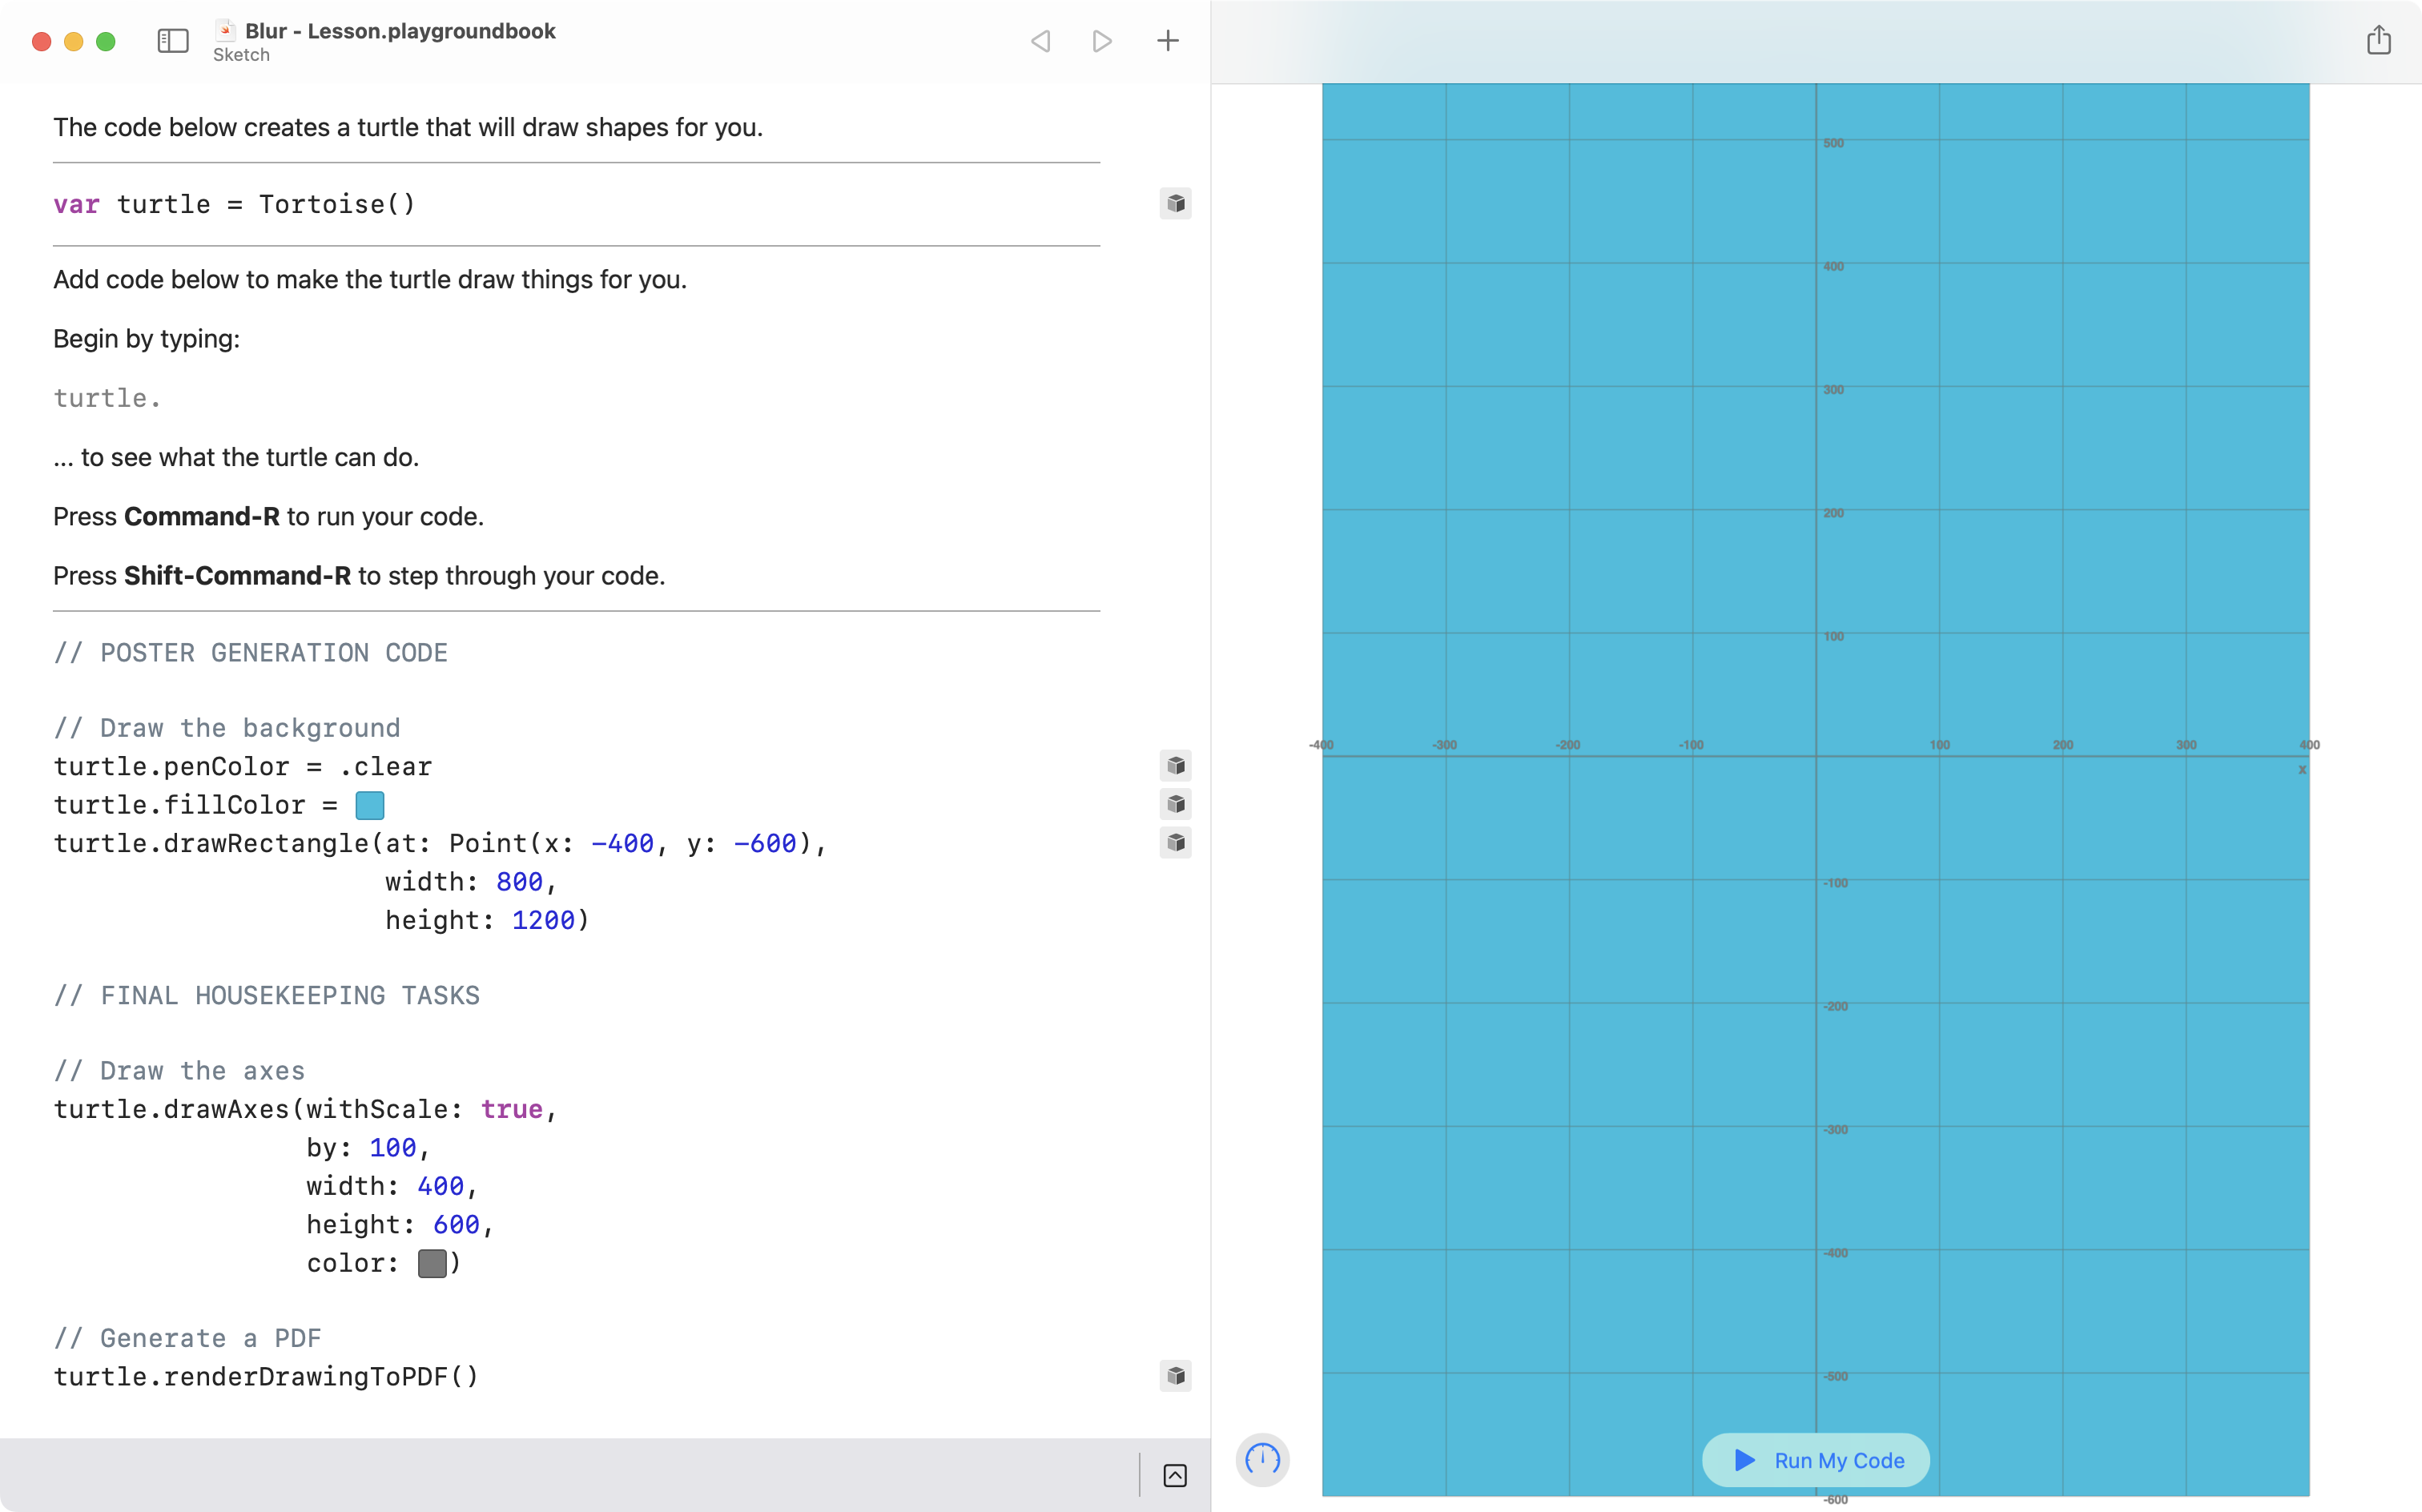 Blur - Lesson.playgroundbook
Sketch
The code below creates a turtle that will draw shapes for you.
var turtle = Tortoise()
Add code below to make the turtle draw things for you.
Begin by typing:
turtle.
... to see what the turtle can do.
Press Command-R to run your code.
Press Shift-Command-R to step through your code.
// POSTER GENERATION CODE
// Draw the background
turtle.penColor = .clear
turtle.fillColor =
turtle.drawRectangle(at: Point(x: -400, y: -600),
width: 800,
height: 1200)
// FINAL HOUSEKEEPING TASKS
// Draw the axes
turtle.drawAxes(withScale: true,
by: 100,
width: 400,
height: 600,
color: )
// Generate a PDF
turtle.renderDrawingToPDF()
500
400
300
200
100
-400 -300 -200 -100 100 200 300 400
x
-100
-200
-300
-400
-500
Run My Code
-600